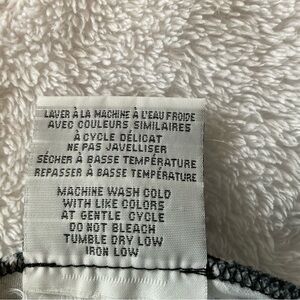 LAVER À LA MACHINE À L'EAU FROIDE
AVEC COULEURS SIMILAIRES
À CYCLE DÉLICAT
NE PAS JAVELLISER
SÉCHER À BASSE TEMPÉRATURE
REPASSER À BASSE TEMPÉRATURE
MACHINE WASH COLD
WITH LIKE COLORS
AT GENTLE CYCLE
DO NOT BLEACH
TUMBLE DRY LOW
IRON LOW